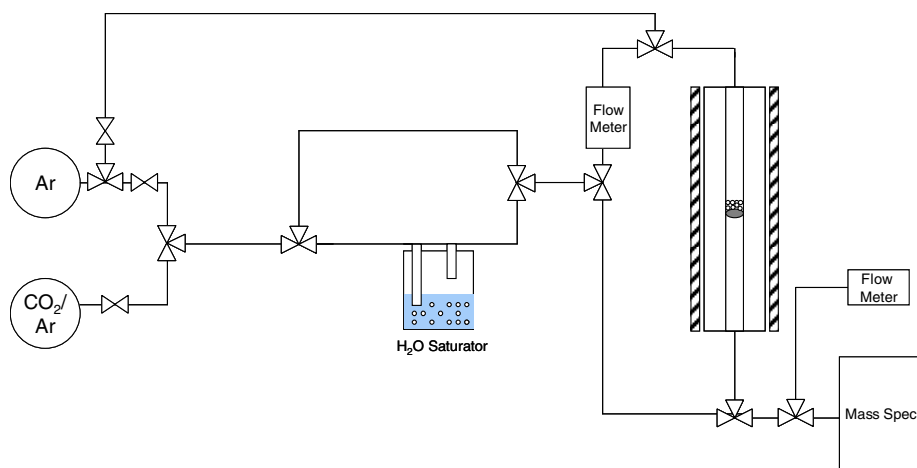 Flow
Meter
Ar
CO₂/
Ar
H₂O Saturator
Flow
Meter
Mass Spec